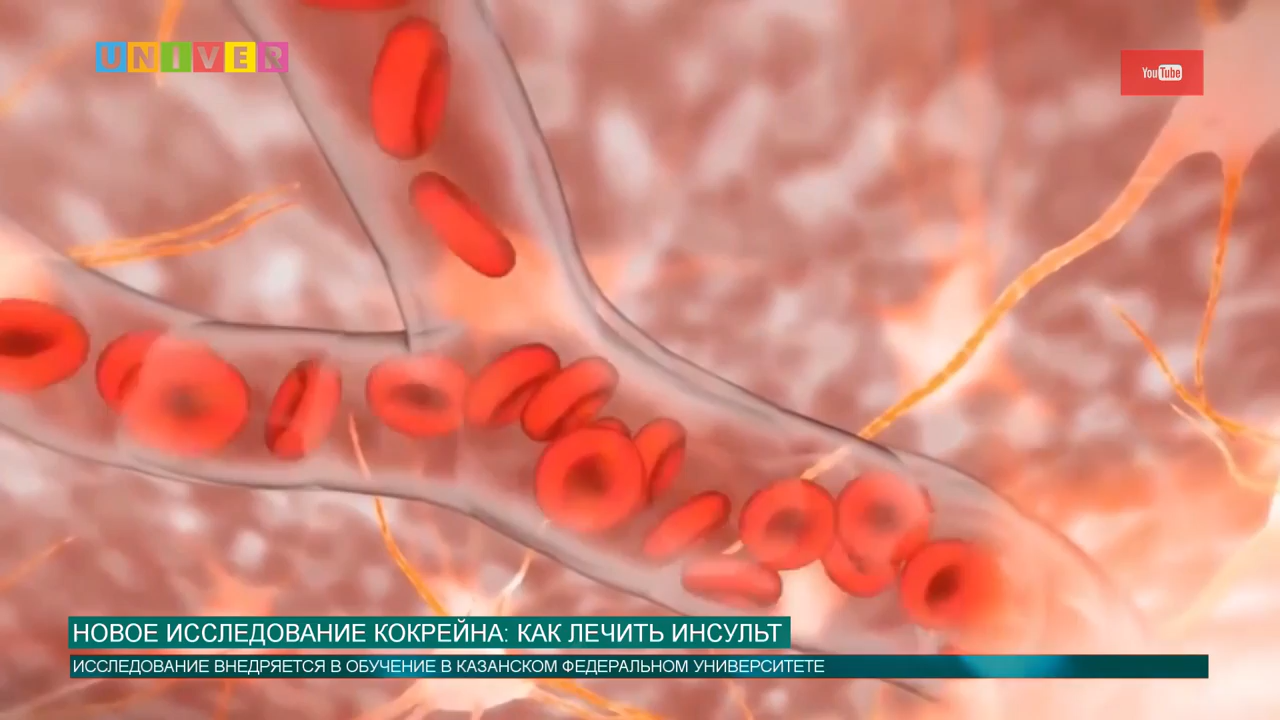 UNIVER
YouTube
НОВОЕ ИССЛЕДОВАНИЕ КОКРЕЙНА: КАК ЛЕЧИТЬ ИНСУЛЬТ
ИССЛЕДОВАНИЕ ВНЕДРЯЕТСЯ В ОБУЧЕНИЕ В КАЗАНСКОМ ФЕДЕРАЛЬНОМ УНИВЕРСИТЕТЕ